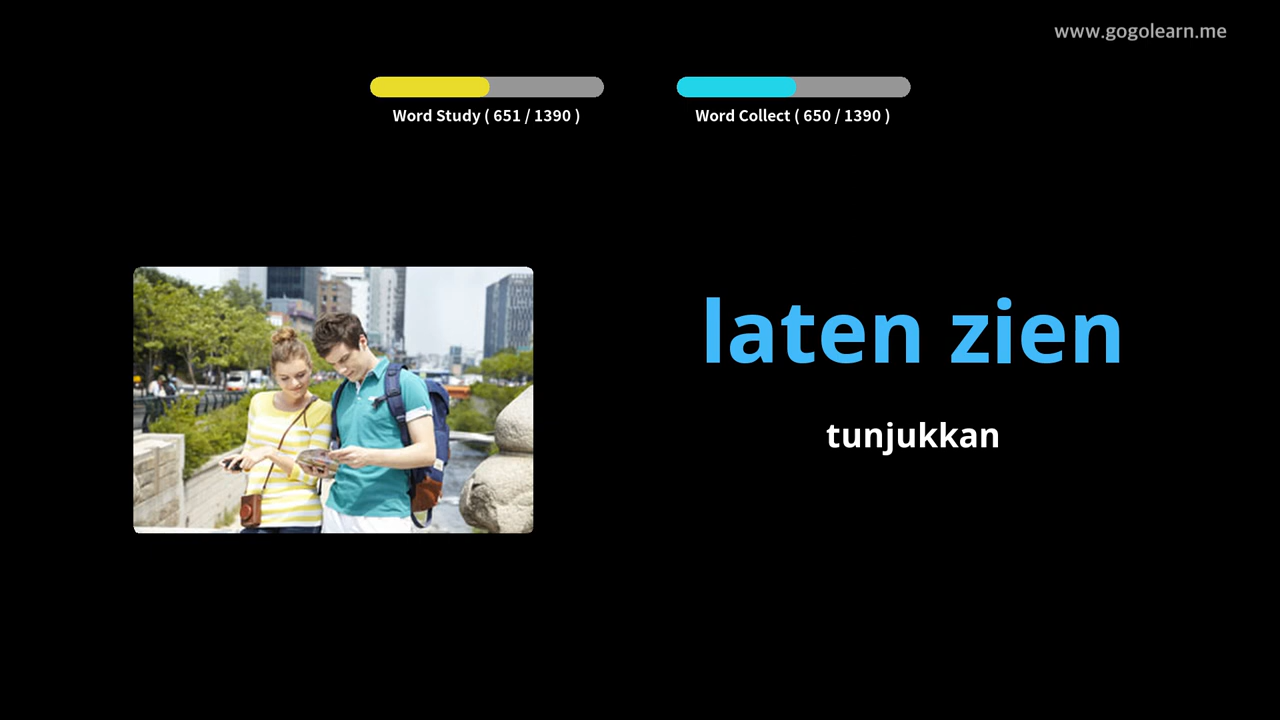 www.gogolearn.me
Word Study ( 651 / 1390 )
Word Collect ( 650 / 1390 )
laten zien
tunjukkan